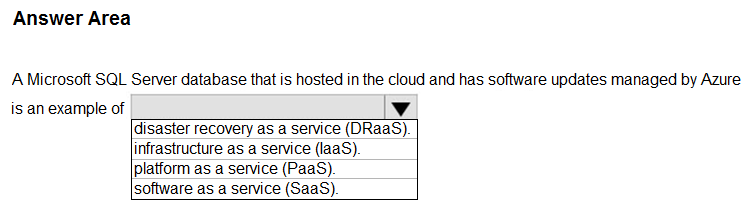 Answer Area
A Microsoft SQL Server database that is hosted in the cloud and has software updates managed by Azure
is an example of
disaster recovery as a service (DRaaS).
infrastructure as a service (IaaS).
platform as a service (PaaS).
software as a service (SaaS).